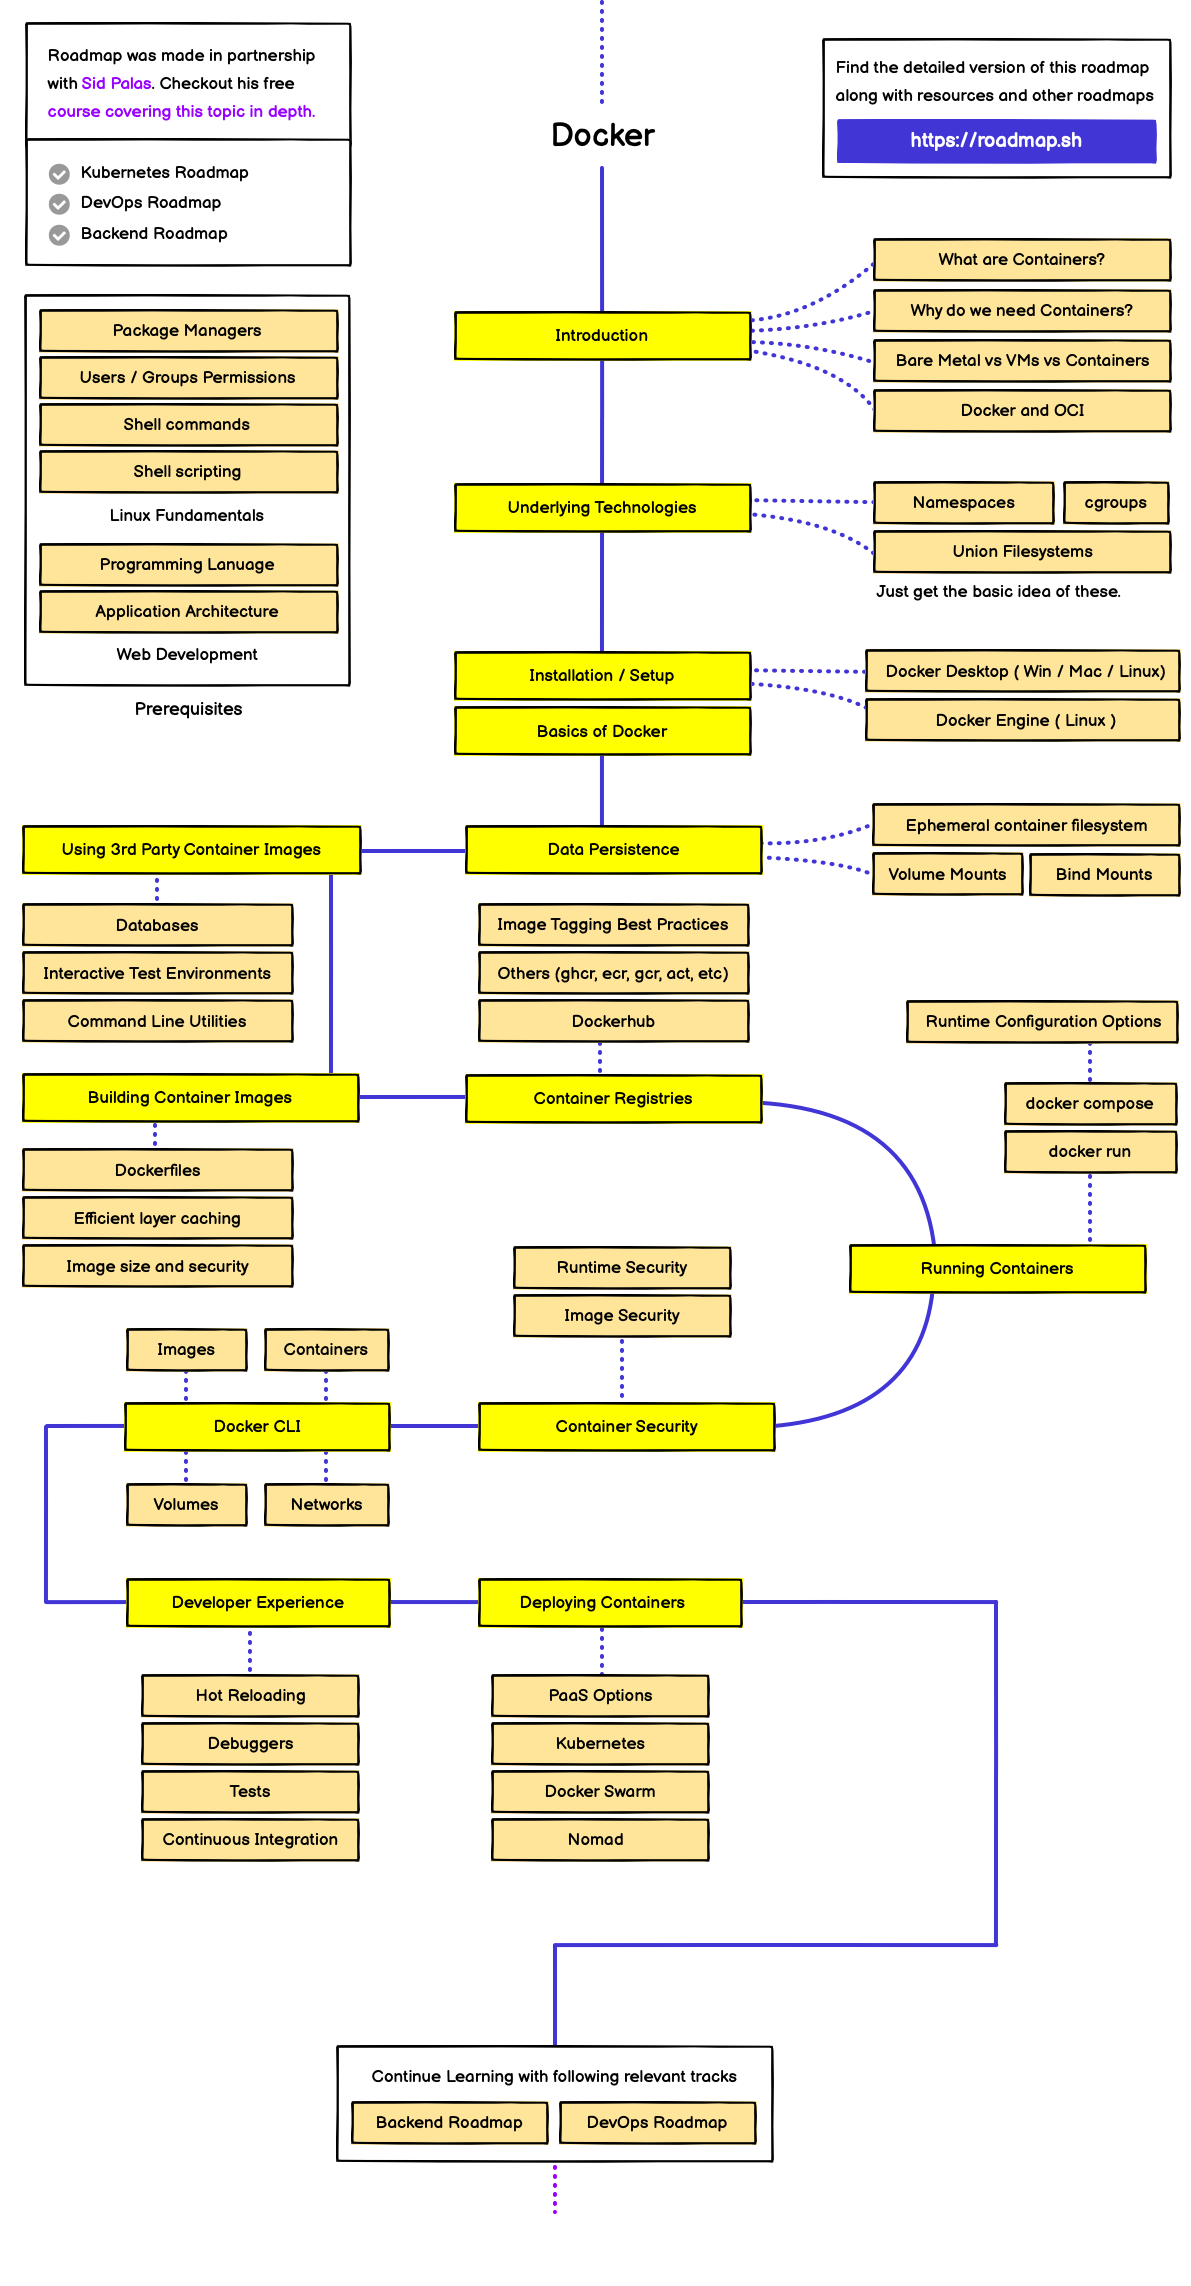 Roadmap was made in partnership
with Sid Palas. Checkout his free
course covering this topic in depth.
Kubernetes Roadmap
DevOps Roadmap
Backend Roadmap
Docker
Find the detailed version of this roadmap
along with resources and other roadmaps
https://roadmap.sh
Package Managers
Users / Groups Permissions
Shell commands
Shell scripting
Linux Fundamentals
Programming Lanuage
Application Architecture
Web Development
Prerequisites
Introduction
What are Containers?
Why do we need Containers?
Bare Metal vs VMs vs Containers
Docker and OCI
Underlying Technologies
Namespaces
cgroups
Union Filesystems
Just get the basic idea of these.
Installation / Setup
Docker Desktop ( Win / Mac / Linux)
Docker Engine ( Linux )
Basics of Docker
Data Persistence
Ephemeral container filesystem
Volume Mounts
Bind Mounts
Using 3rd Party Container Images
Databases
Interactive Test Environments
Command Line Utilities
Building Container Images
Dockerfiles
Efficient layer caching
Image size and security
Image Tagging Best Practices
Others (ghcr, ecr, gcr, act, etc)
Dockerhub
Container Registries
Runtime Configuration Options
docker compose
docker run
Running Containers
Runtime Security
Image Security
Container Security
Images
Containers
Docker CLI
Volumes
Networks
Developer Experience
Hot Reloading
Debuggers
Tests
Continuous Integration
Deploying Containers
PaaS Options
Kubernetes
Docker Swarm
Nomad
Continue Learning with following relevant tracks
Backend Roadmap
DevOps Roadmap